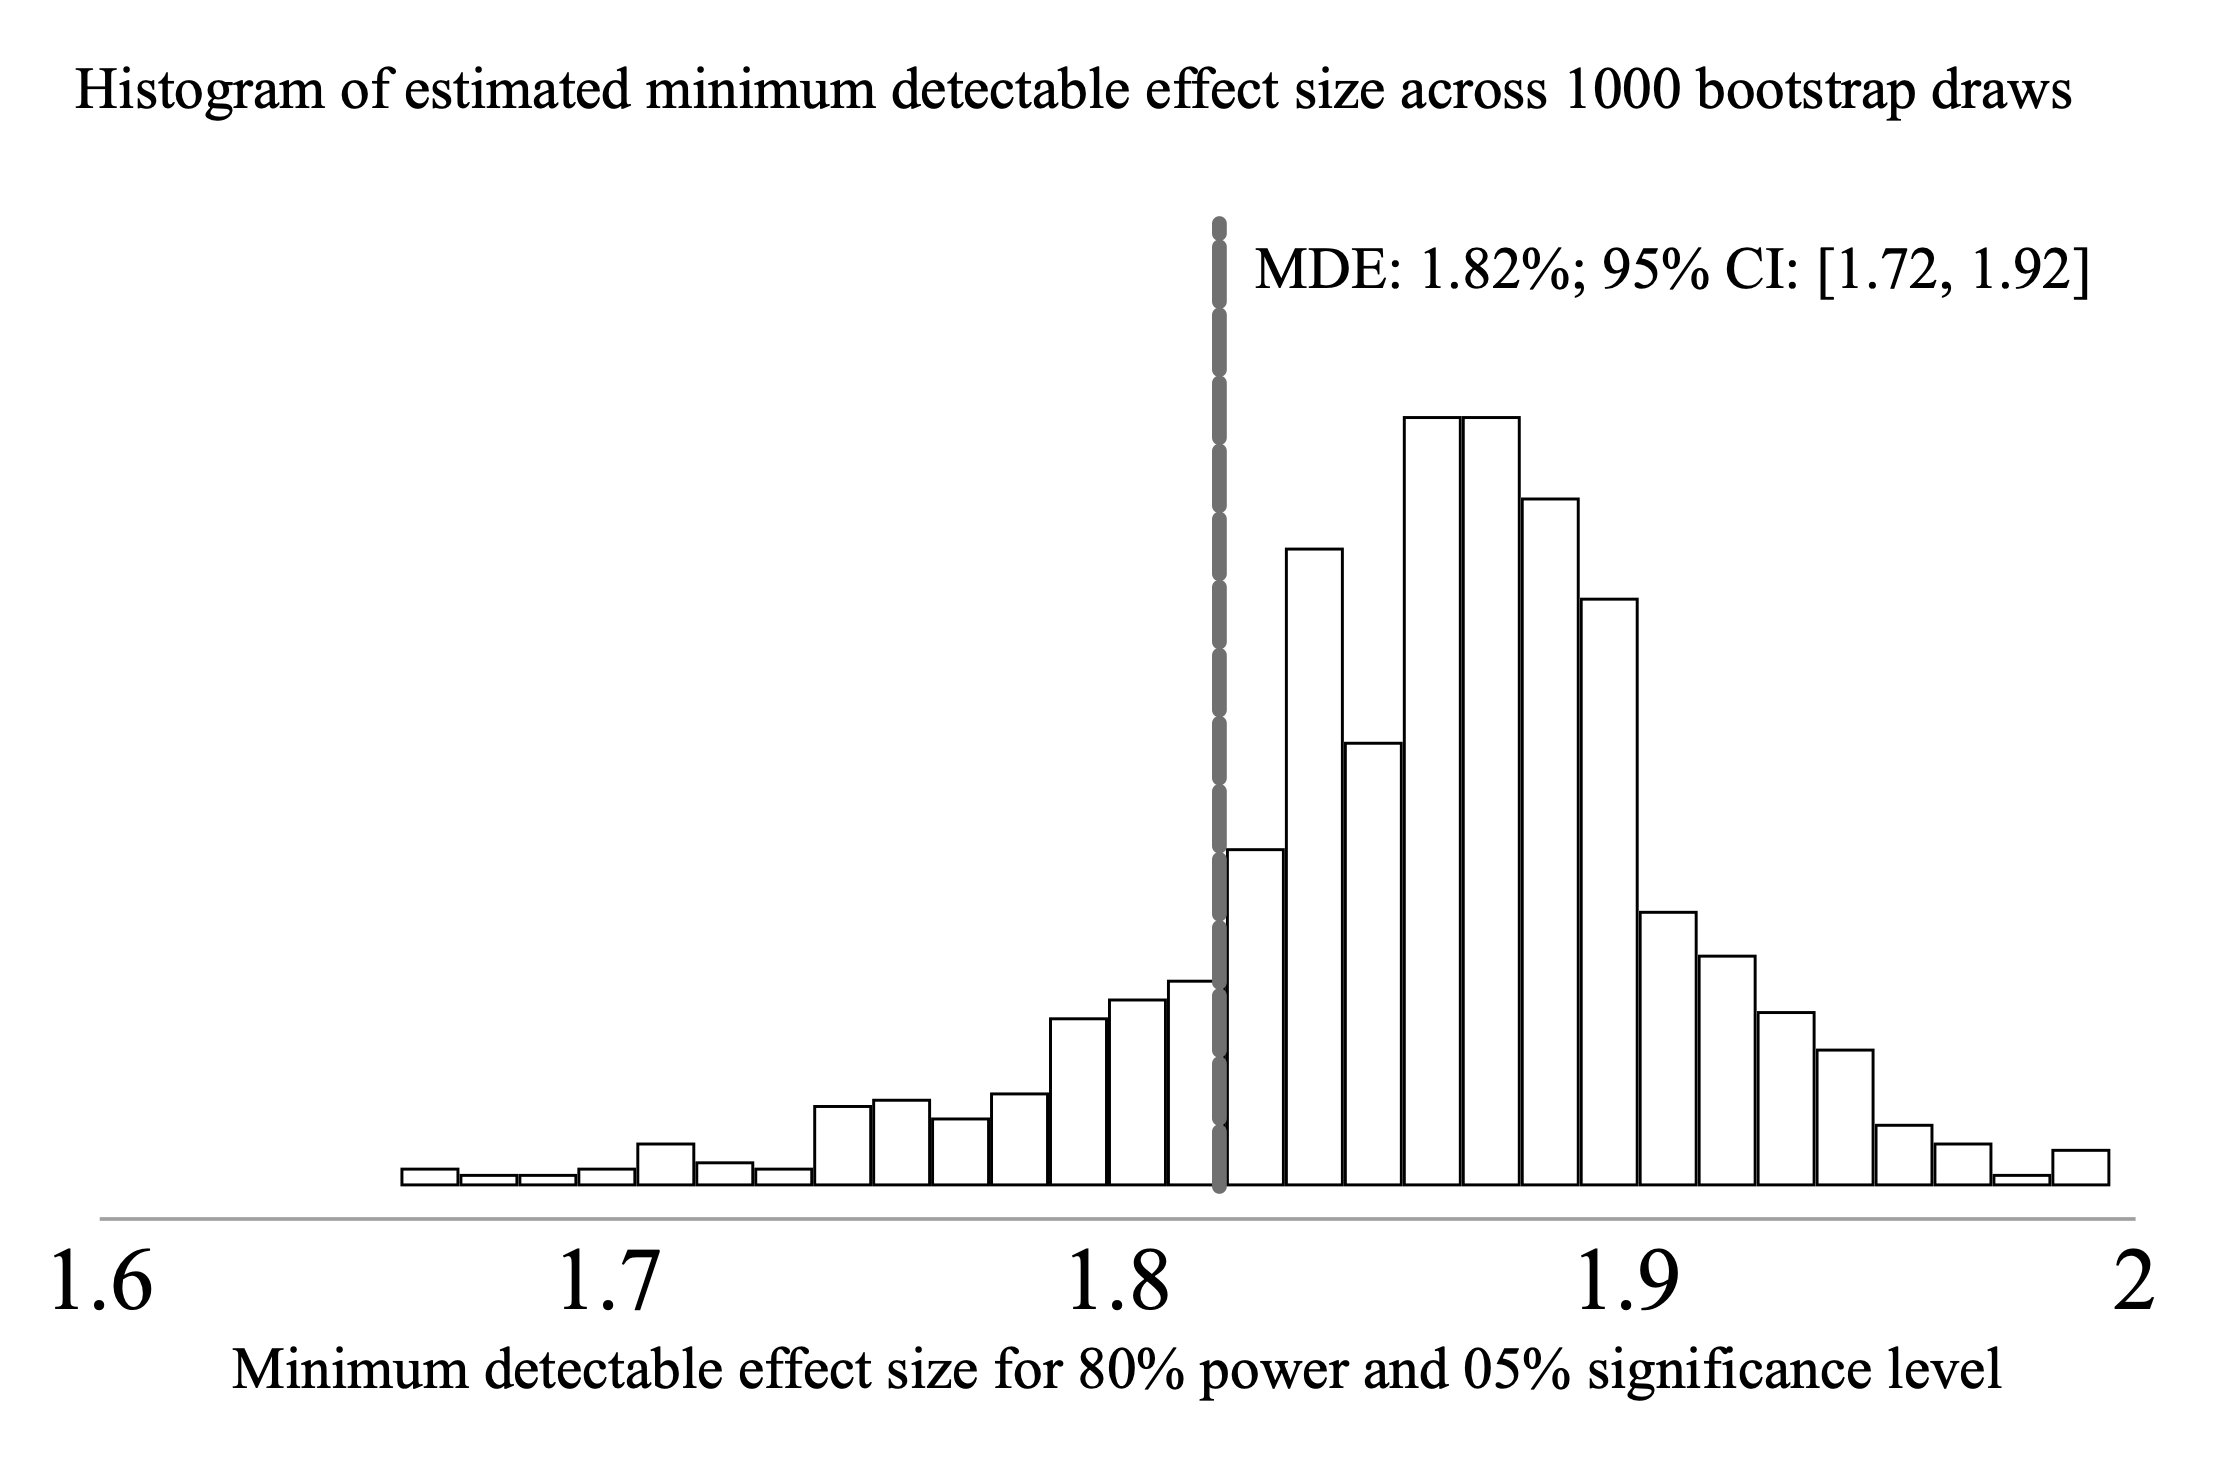 Histogram of estimated minimum detectable effect size across 1000 bootstrap draws
MDE: 1.82%; 95% CI: [1.72, 1.92]
1.6 1.7 1.8 1.9 2
Minimum detectable effect size for 80% power and 05% significance level